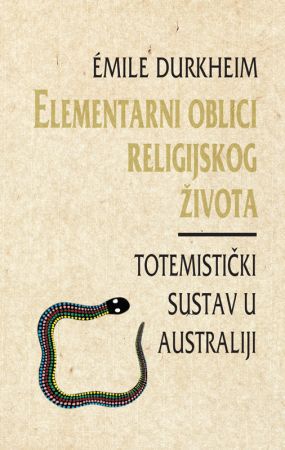 ÉMILE DURKHEIM
ELEMENTARNI OBLICI
RELIGIJSKOG
ŽIVOTA
TOTEMISTIČKI
SUSTAV U
AUSTRALIJI